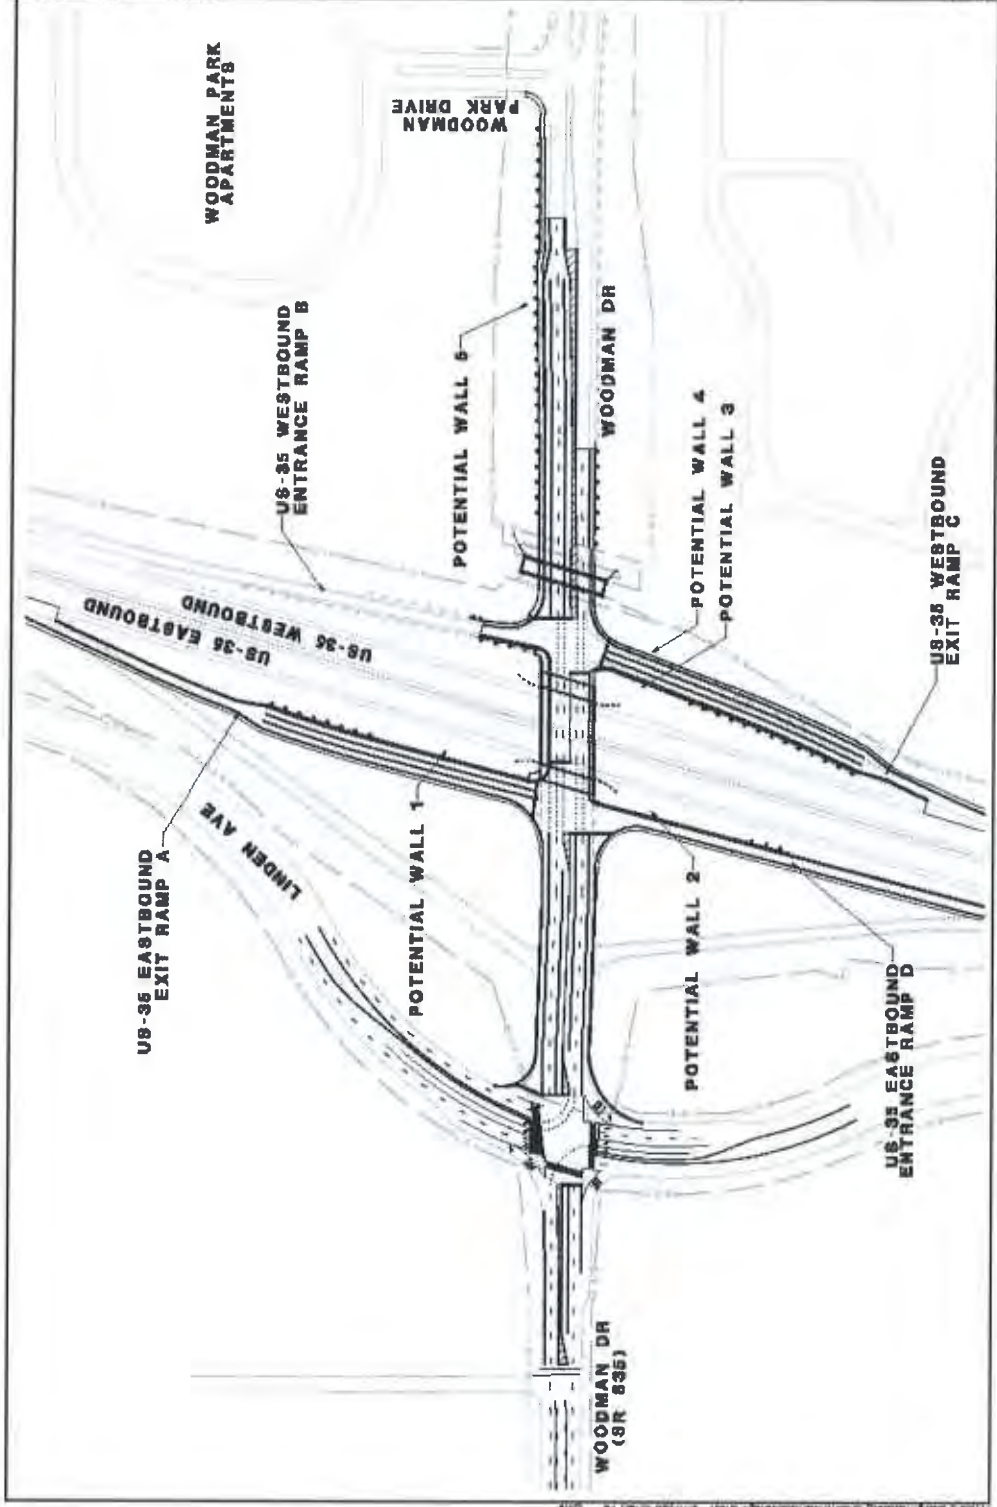 WOODMAN PARK
APARTMENTS
WOODMAN
PARK DRIVE
US-35 WESTBOUND
ENTRANCE RAMP B
POTENTIAL WALL 5
WOODMAN DR
US-35 EASTBOUND
US-35 WESTBOUND
POTENTIAL WALL 4
POTENTIAL WALL 3
US-35 WESTBOUND
EXIT RAMP C
US-35 EASTBOUND
EXIT RAMP A
LINDEN AVE
POTENTIAL WALL 1
POTENTIAL WALL 2
US-35 EASTBOUND
ENTRANCE RAMP D
WOODMAN DR
(SR 835)